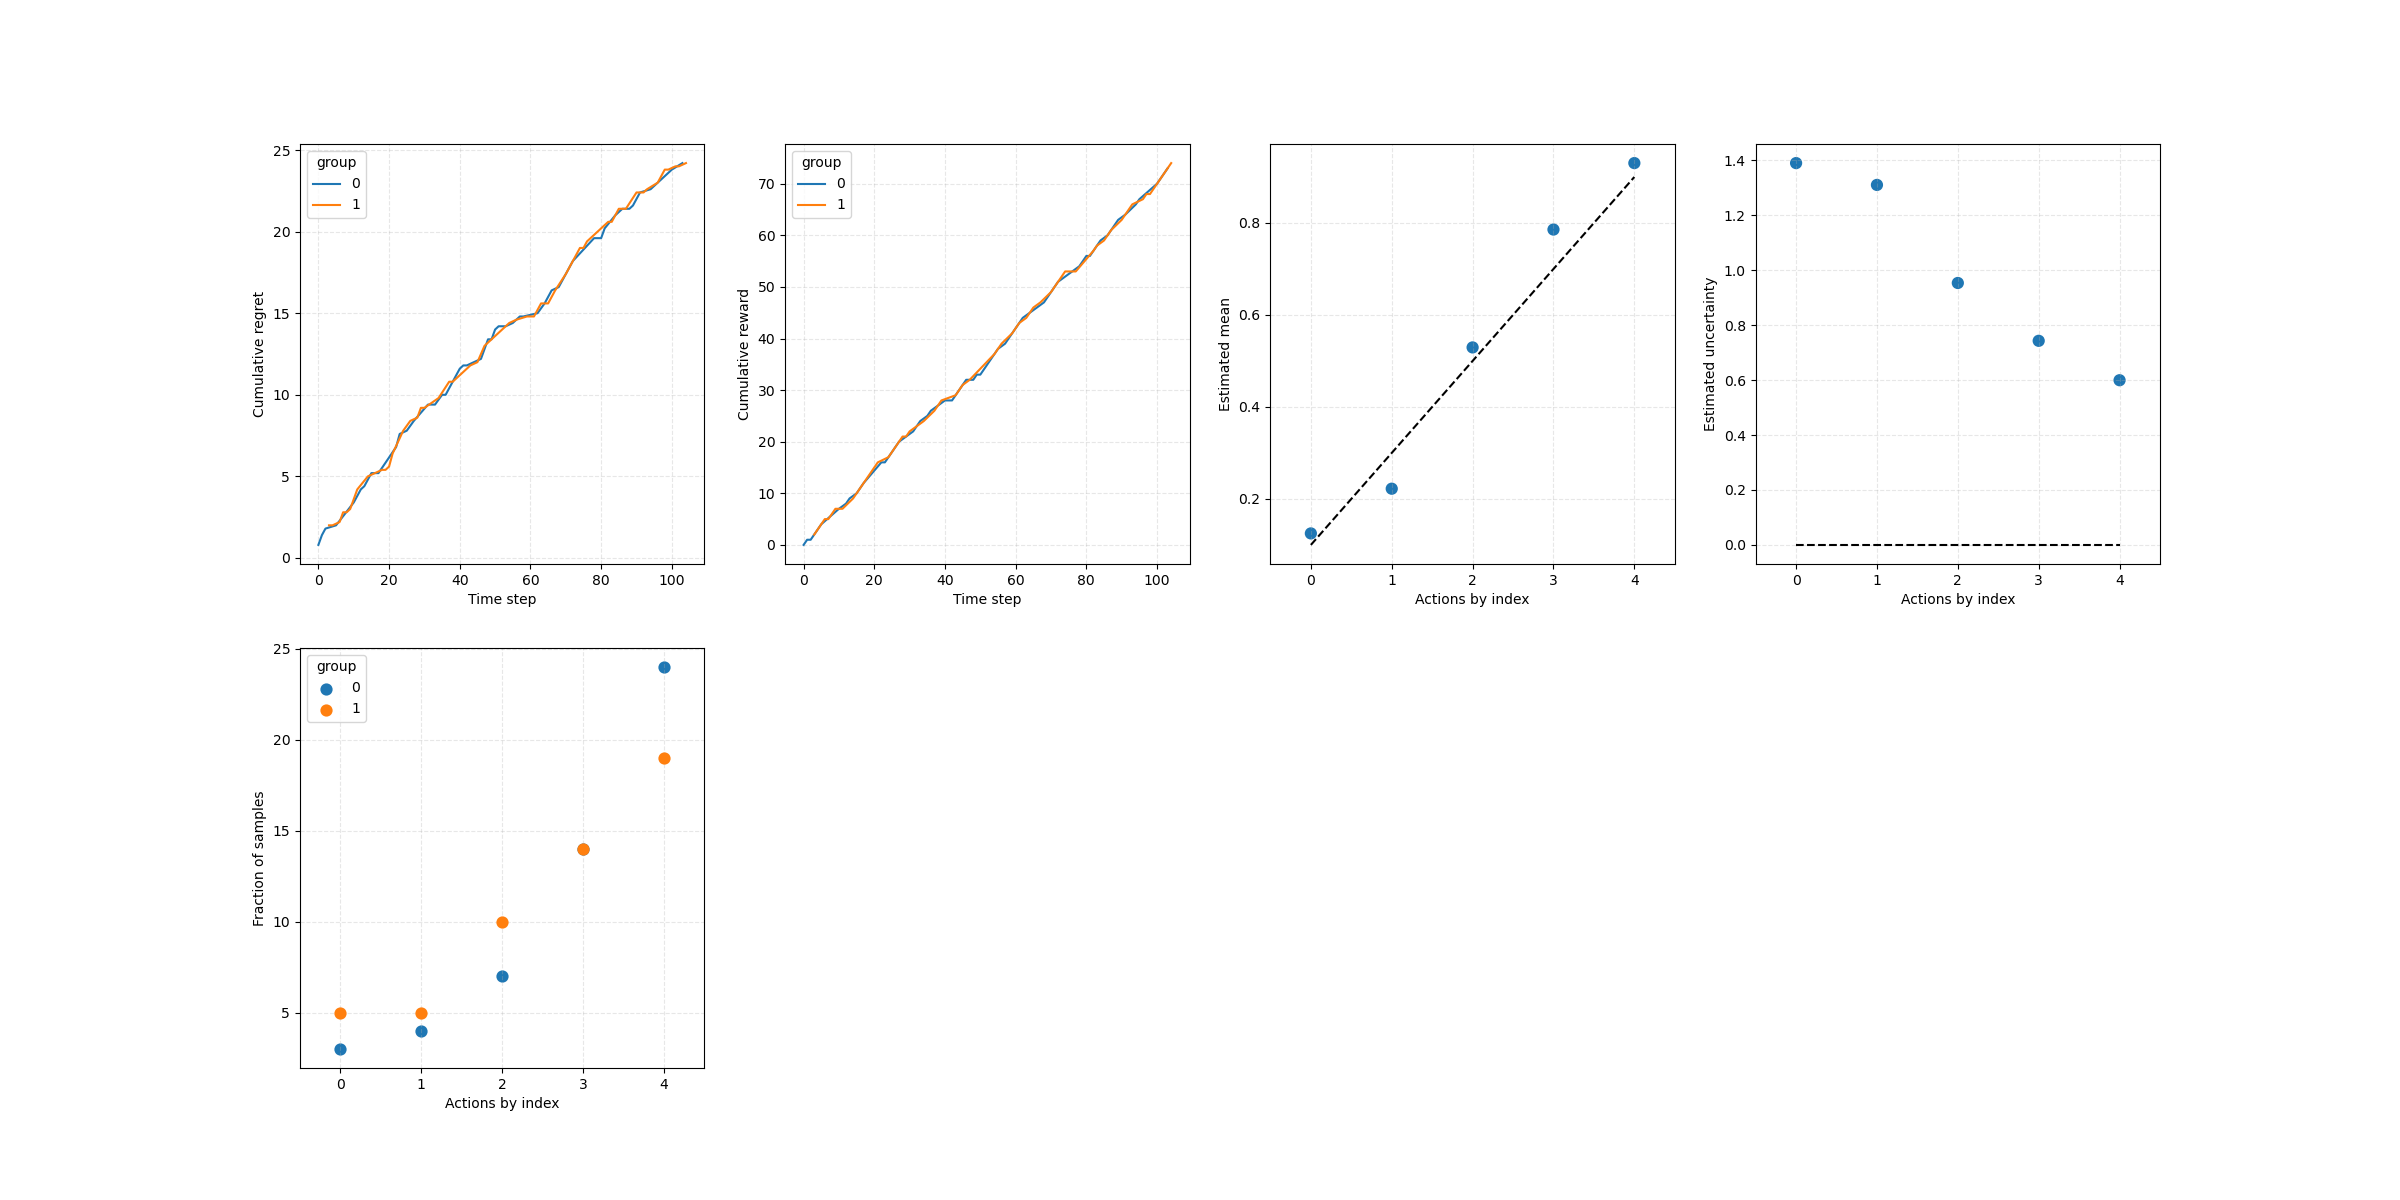 group
0
1
Cumulative regret
25
20
15
10
5
0
0 20 40 60 80 100
Time step
group
0
1
Cumulative reward
70
60
50
40
30
20
10
0
0 20 40 60 80 100
Time step
Estimated mean
0.8
0.6
0.4
0.2
0 1 2 3 4
Actions by index
Estimated uncertainty
1.4
1.2
1.0
0.8
0.6
0.4
0.2
0.0
0 1 2 3 4
Actions by index
group
0
1
Fraction of samples
25
20
15
10
5
0 1 2 3 4
Actions by index